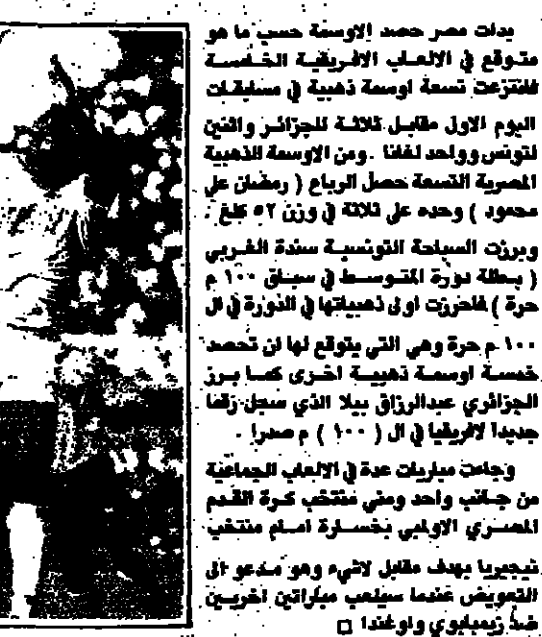 بدات مصر حصد الاوسمة حسب ما هو
متوقع في الالعاب الافريقية الخامسة
فانتزعت تسعة اوسمة ذهبية في مسابقات
اليوم الاول مقابل ثلاثة للجزائر واثنين
لتونس وواحد لغانا . ومن الاوسمة الذهبية
المصرية التسعة حصل الرباع ( رمضان علي
محمود ) وحده على ثلاثة في وزن ٥٢ كلغ .
وبرزت السباحة التونسية سندة الغربي
( بطلة دورة المتوسط في سباق ١٠٠ م
حرة ) فاحرزت اولى ذهبياتها في الدورة في ال
١٠٠ م حرة وهي التي يتوقع لها ان تحصد
خمسة اوسمة ذهبية اخرى كما برز
الجزائري عبدالرزاق بيلا الذي سجل رقما
جديدا لافريقيا في ال ( ١٠٠ ) م صدرا .
وجاءت مباريات عدة في الالعاب الجماعية
من جانب واحد ومني منتخب كرة القدم
المصري الاولمبي بخسارة امام منتخب
نيجيريا بهدف مقابل لاشيء وهو مدعو الى
التعويض عندما سيلعب مباراتين اخريين
ضد زيمبابوي واوغندا □